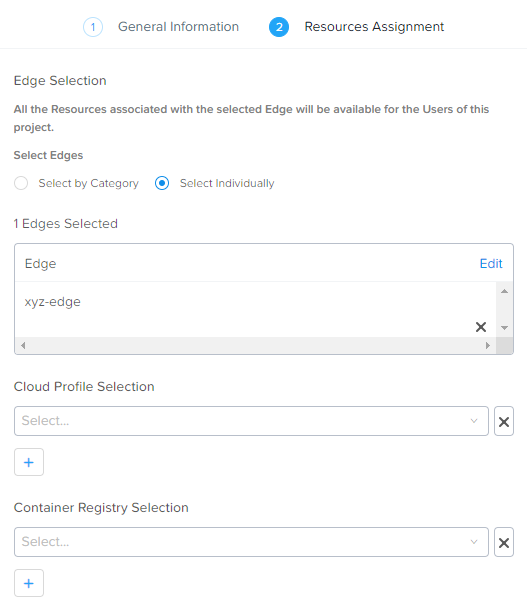 1 General Information 2 Resources Assignment
Edge Selection
All the Resources associated with the selected Edge will be available for the Users of this
project.
Select Edges
Select by Category Select Individually
1 Edges Selected
Edge Edit
xyz-edge
Cloud Profile Selection
Select...
+
Container Registry Selection
Select...
+